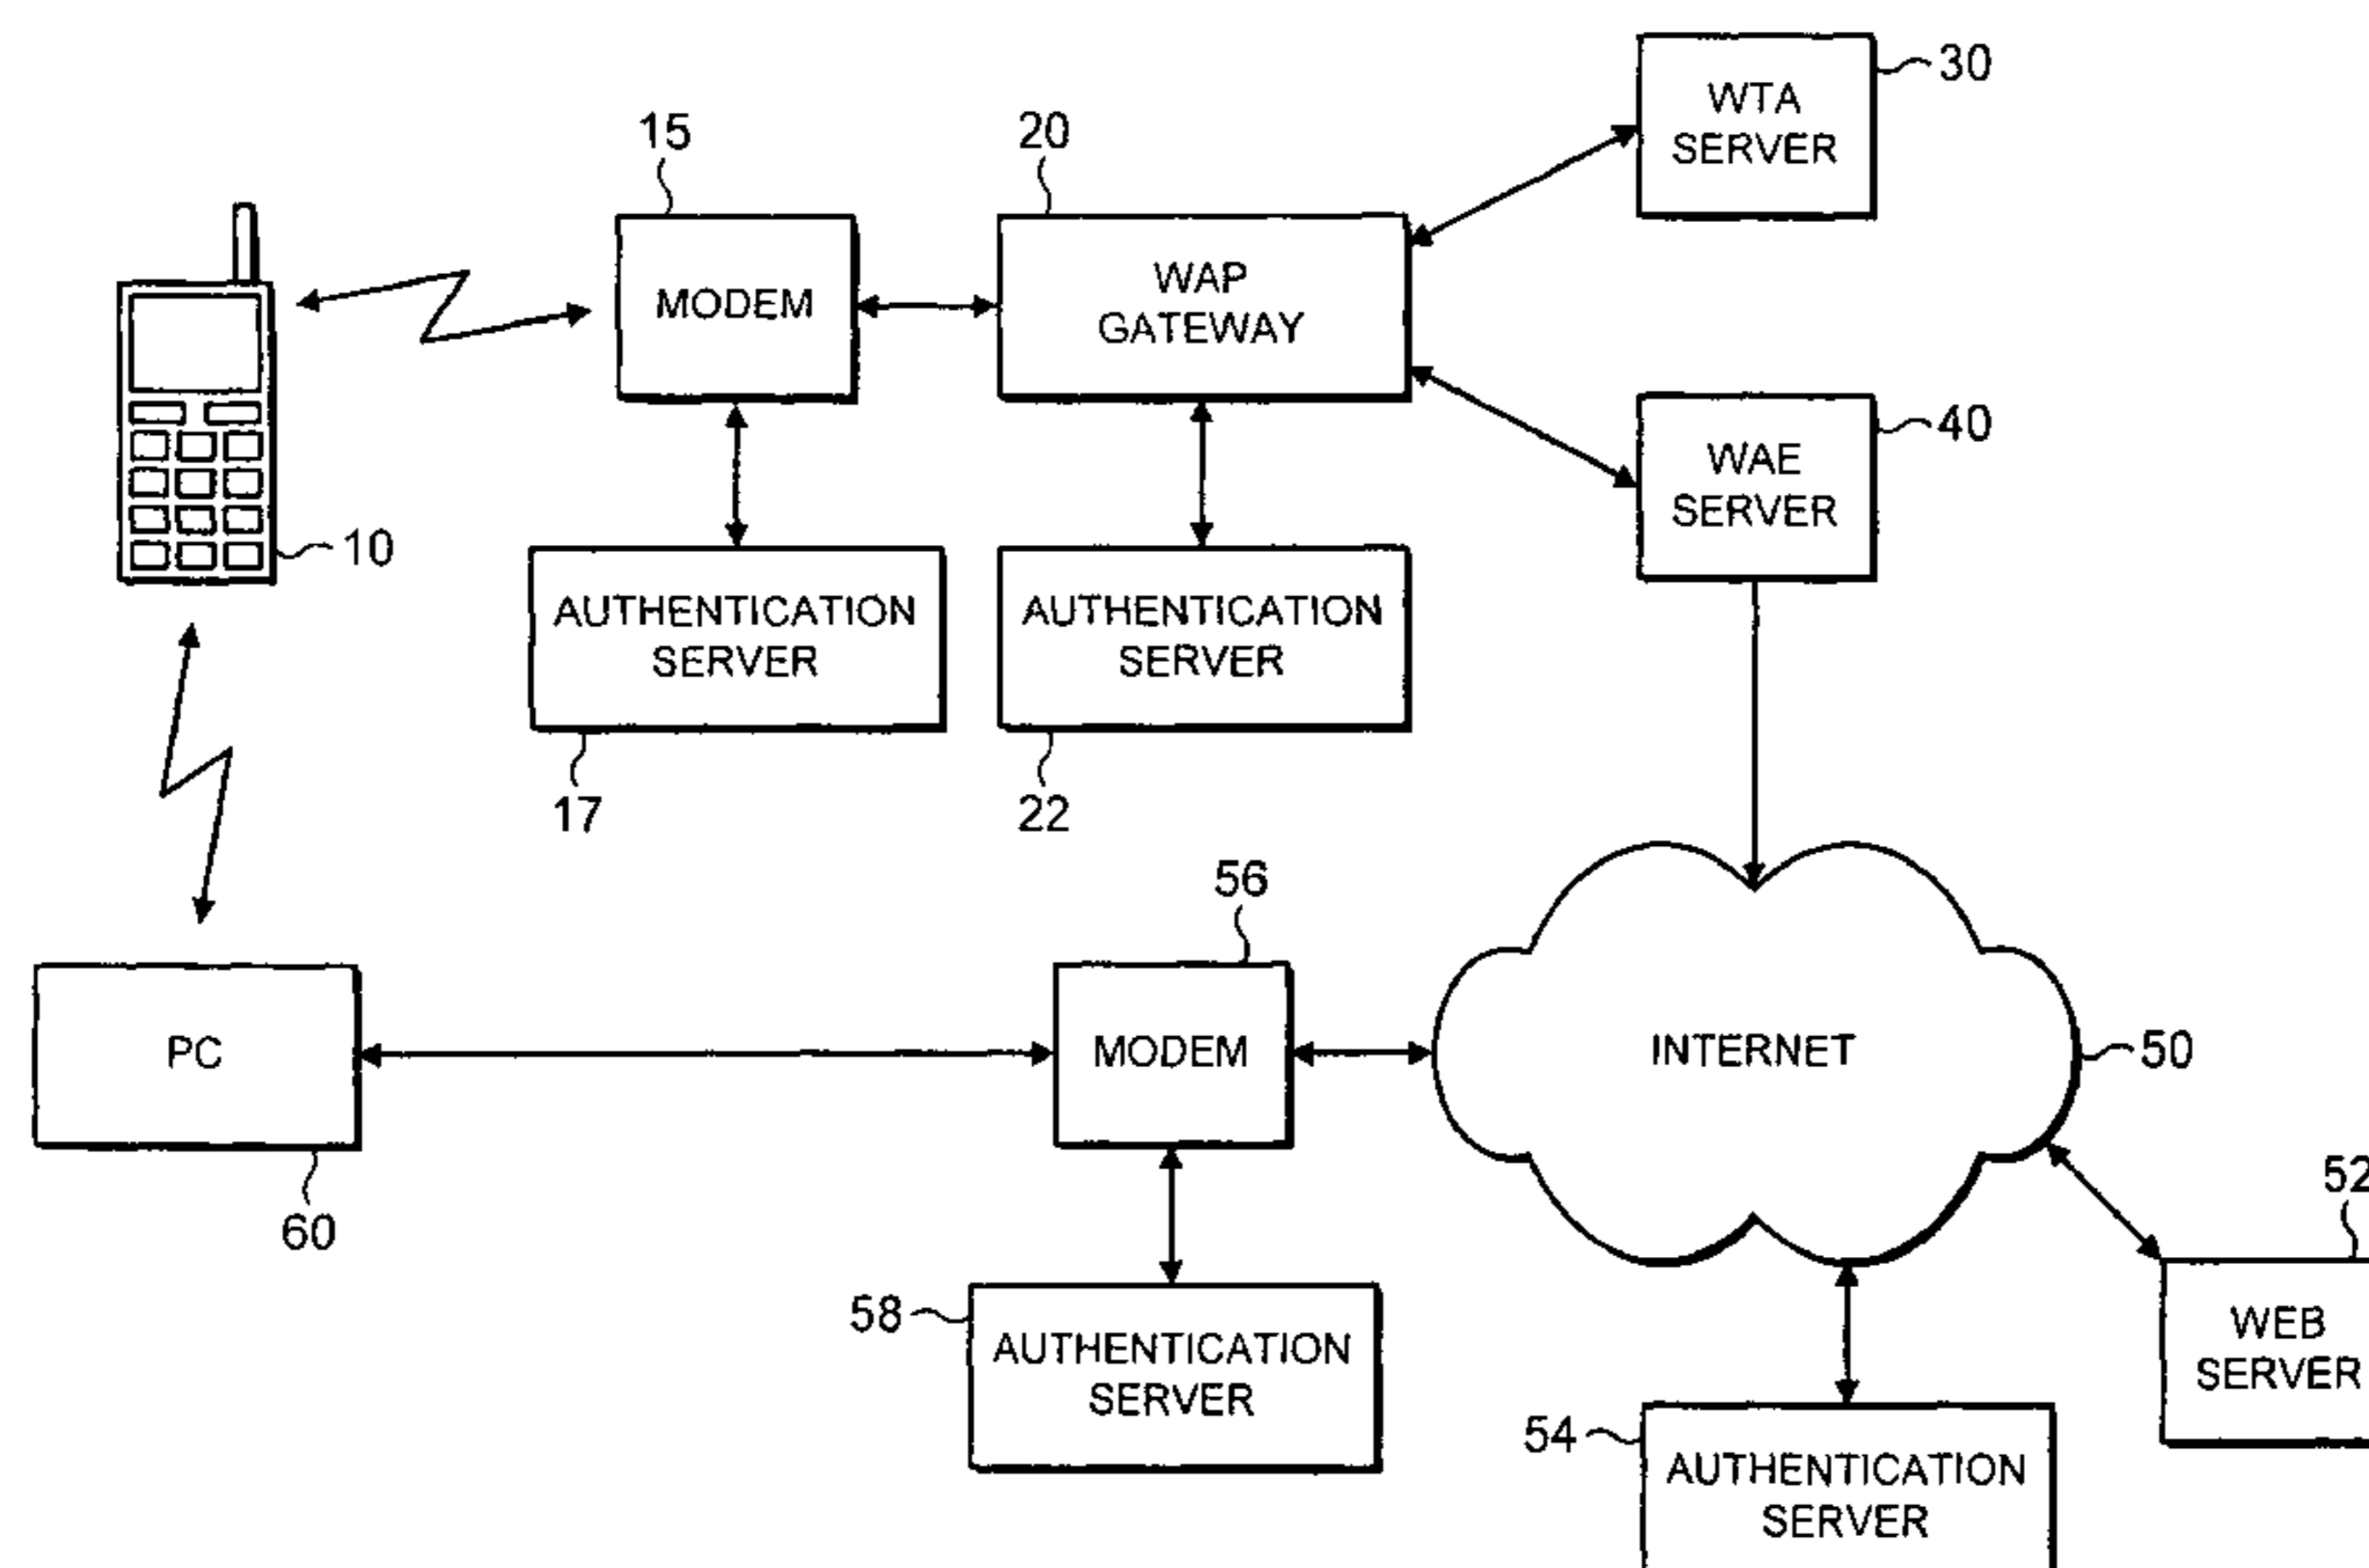 30
WTA
SERVER
15
20
MODEM
WAP
GATEWAY
40
WAE
SERVER
10
AUTHENTICATION
SERVER
AUTHENTICATION
SERVER
17
22
56
PC
MODEM
INTERNET
50
60
52
58
AUTHENTICATION
SERVER
WEB
SERVER
54
AUTHENTICATION
SERVER